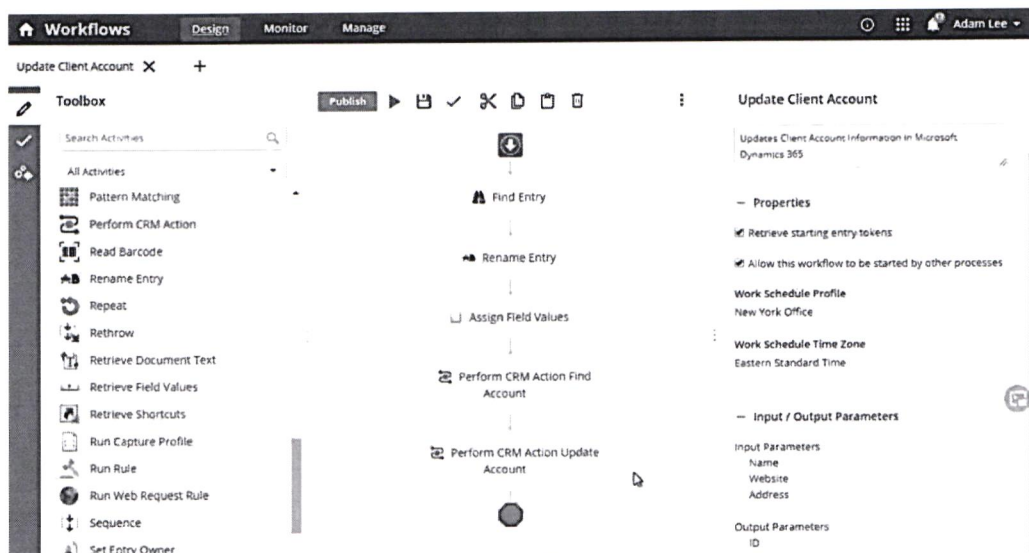 Workflows
Design
Monitor
Manage
Adam Lee
Update Client Account
Toolbox
Search Activities
All Activities
Pattern Matching
Perform CRM Action
Read Barcode
Rename Entry
Repeat
Rethrow
Retrieve Document Text
Retrieve Field Values
Retrieve Shortcuts
Run Capture Profile
Run Rule
Run Web Request Rule
Sequence
Set Entry Owner
Publish
Find Entry
Rename Entry
Assign Field Values
Perform CRM Action Find
Account
Perform CRM Action Update
Account
Update Client Account
Updates Client Account Information in Microsoft
Dynamics 365
Properties
Retrieve starting entry tokens
Allow this workflow to be started by other processes
Work Schedule Profile
New York Office
Work Schedule Time Zone
Eastern Standard Time
Input / Output Parameters
Input Parameters
Name
Website
Address
Output Parameters
ID